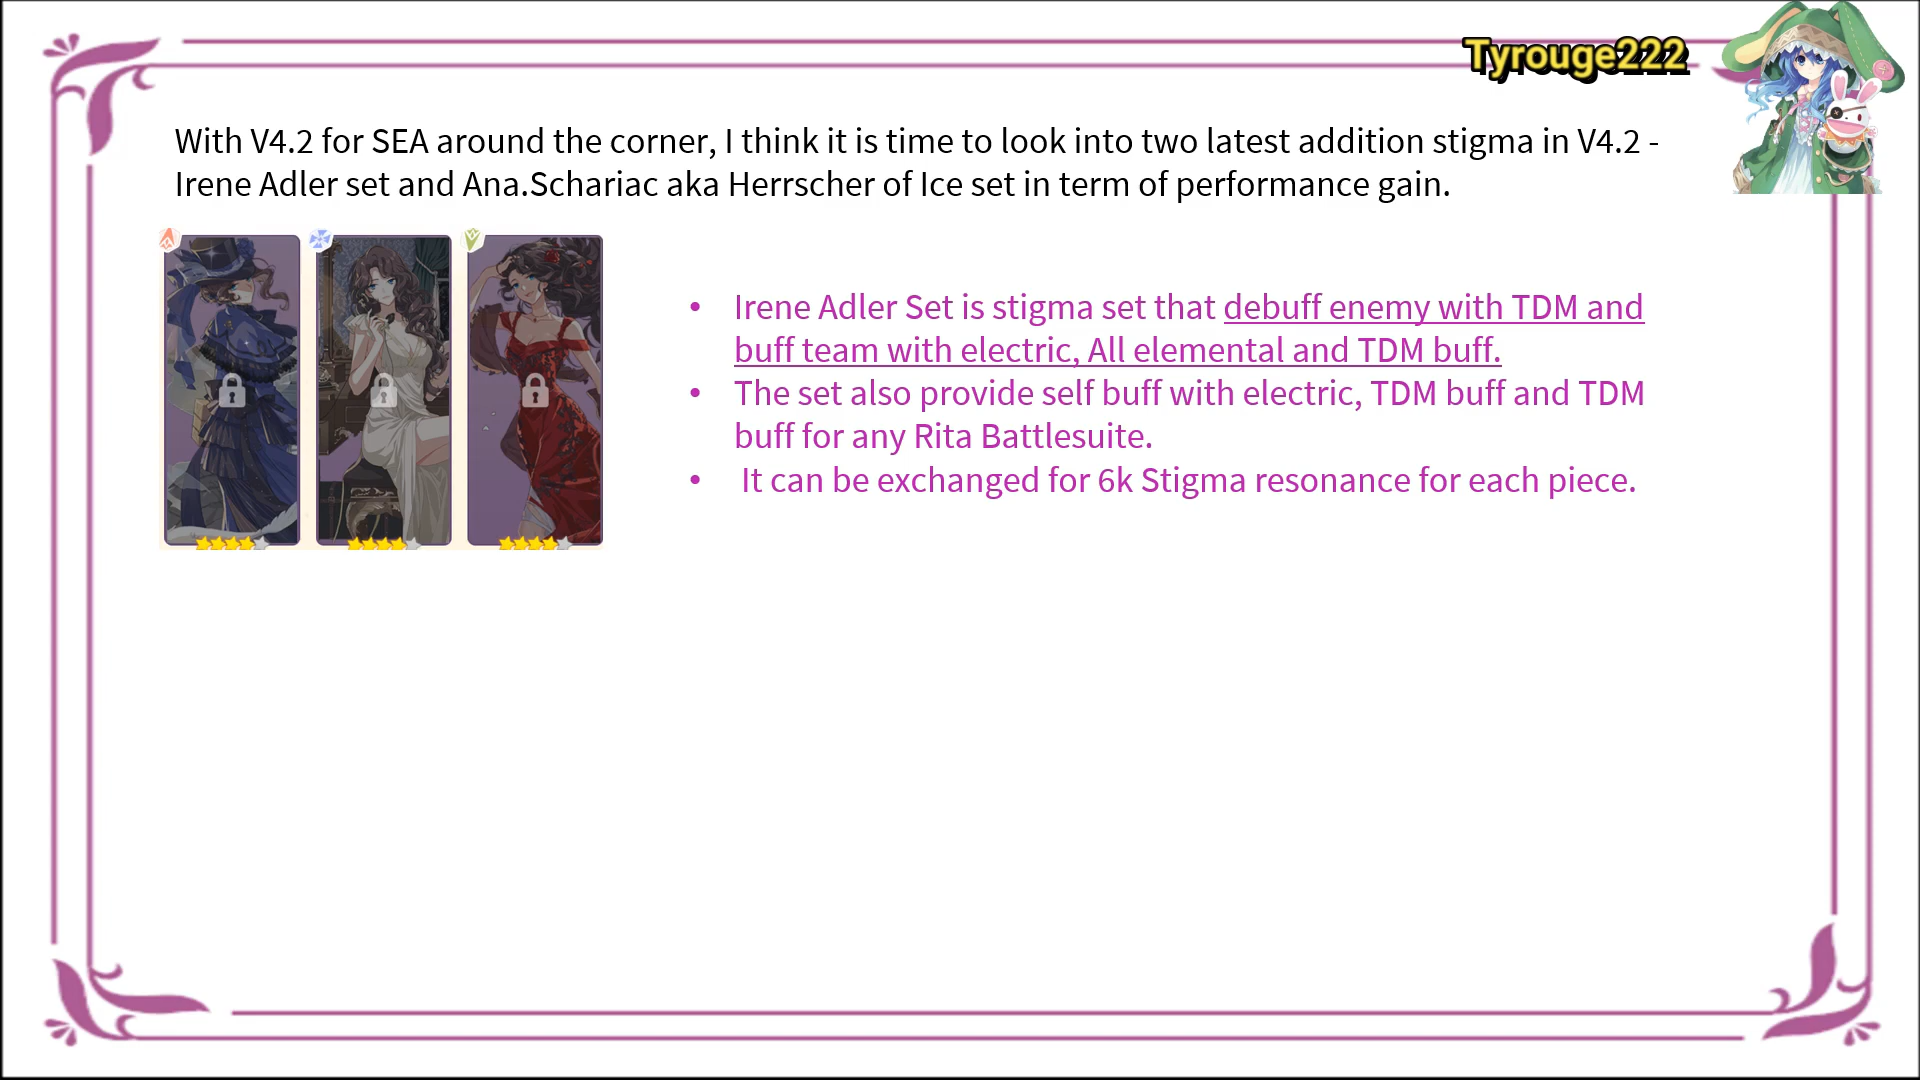 Tyrouge222
With V4.2 for SEA around the corner, I think it is time to look into two latest addition stigma in V4.2 -
Irene Adler set and Ana.Schariac aka Herrscher of Ice set in term of performance gain.
• Irene Adler Set is stigma set that debuff enemy with TDM and
buff team with electric, All elemental and TDM buff.
• The set also provide self buff with electric, TDM buff and TDM
buff for any Rita Battlesuite.
• It can be exchanged for 6k Stigma resonance for each piece.